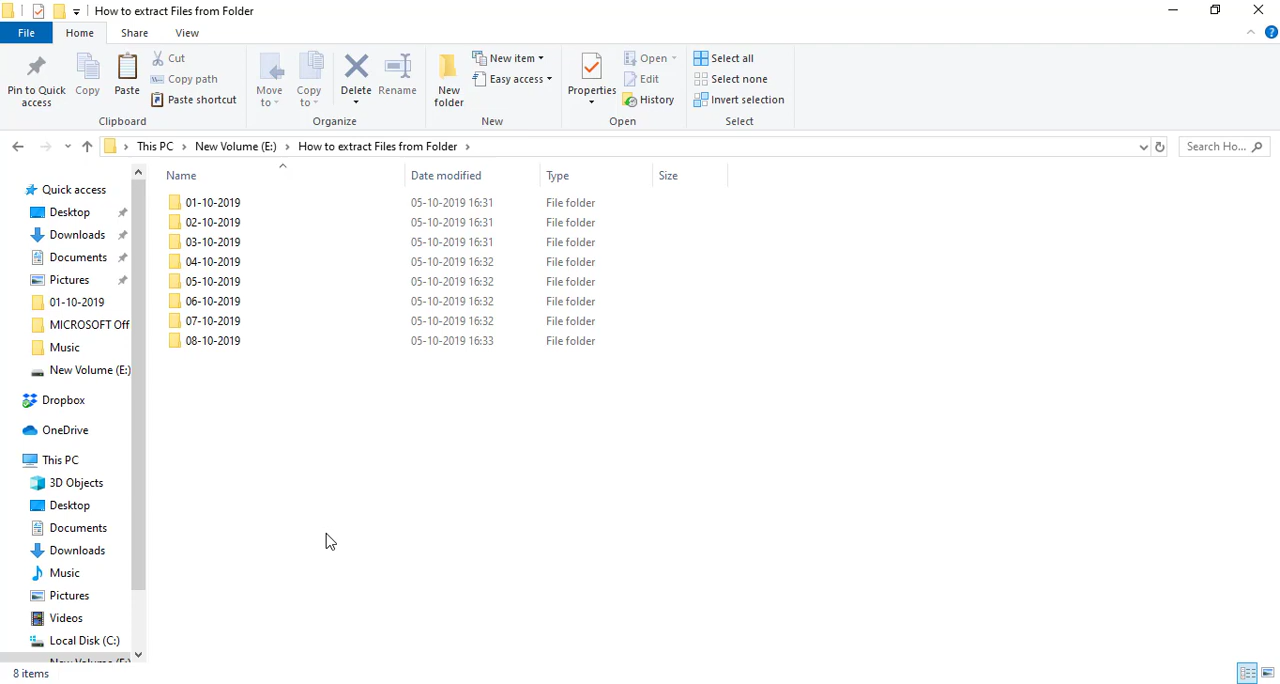 How to extract Files from Folder
File Home Share View
Pin to Quick access
Copy
Paste
Cut
Copy path
Paste shortcut
Clipboard
Move to
Copy to
Delete
Rename
Organize
New folder
New item
Easy access
New
Properties
Open
Edit
History
Open
Select all
Select none
Invert selection
Select
This PC New Volume (E:) How to extract Files from Folder
Search Ho...
Name Date modified Type Size
01-10-2019 05-10-2019 16:31 File folder
02-10-2019 05-10-2019 16:31 File folder
03-10-2019 05-10-2019 16:31 File folder
04-10-2019 05-10-2019 16:32 File folder
05-10-2019 05-10-2019 16:32 File folder
06-10-2019 05-10-2019 16:32 File folder
07-10-2019 05-10-2019 16:32 File folder
08-10-2019 05-10-2019 16:33 File folder
Quick access
Desktop
Downloads
Documents
Pictures
01-10-2019
MICROSOFT Off
Music
New Volume (E:)
Dropbox
OneDrive
This PC
3D Objects
Desktop
Documents
Downloads
Music
Pictures
Videos
Local Disk (C:)
New Volume (E:)
8 items